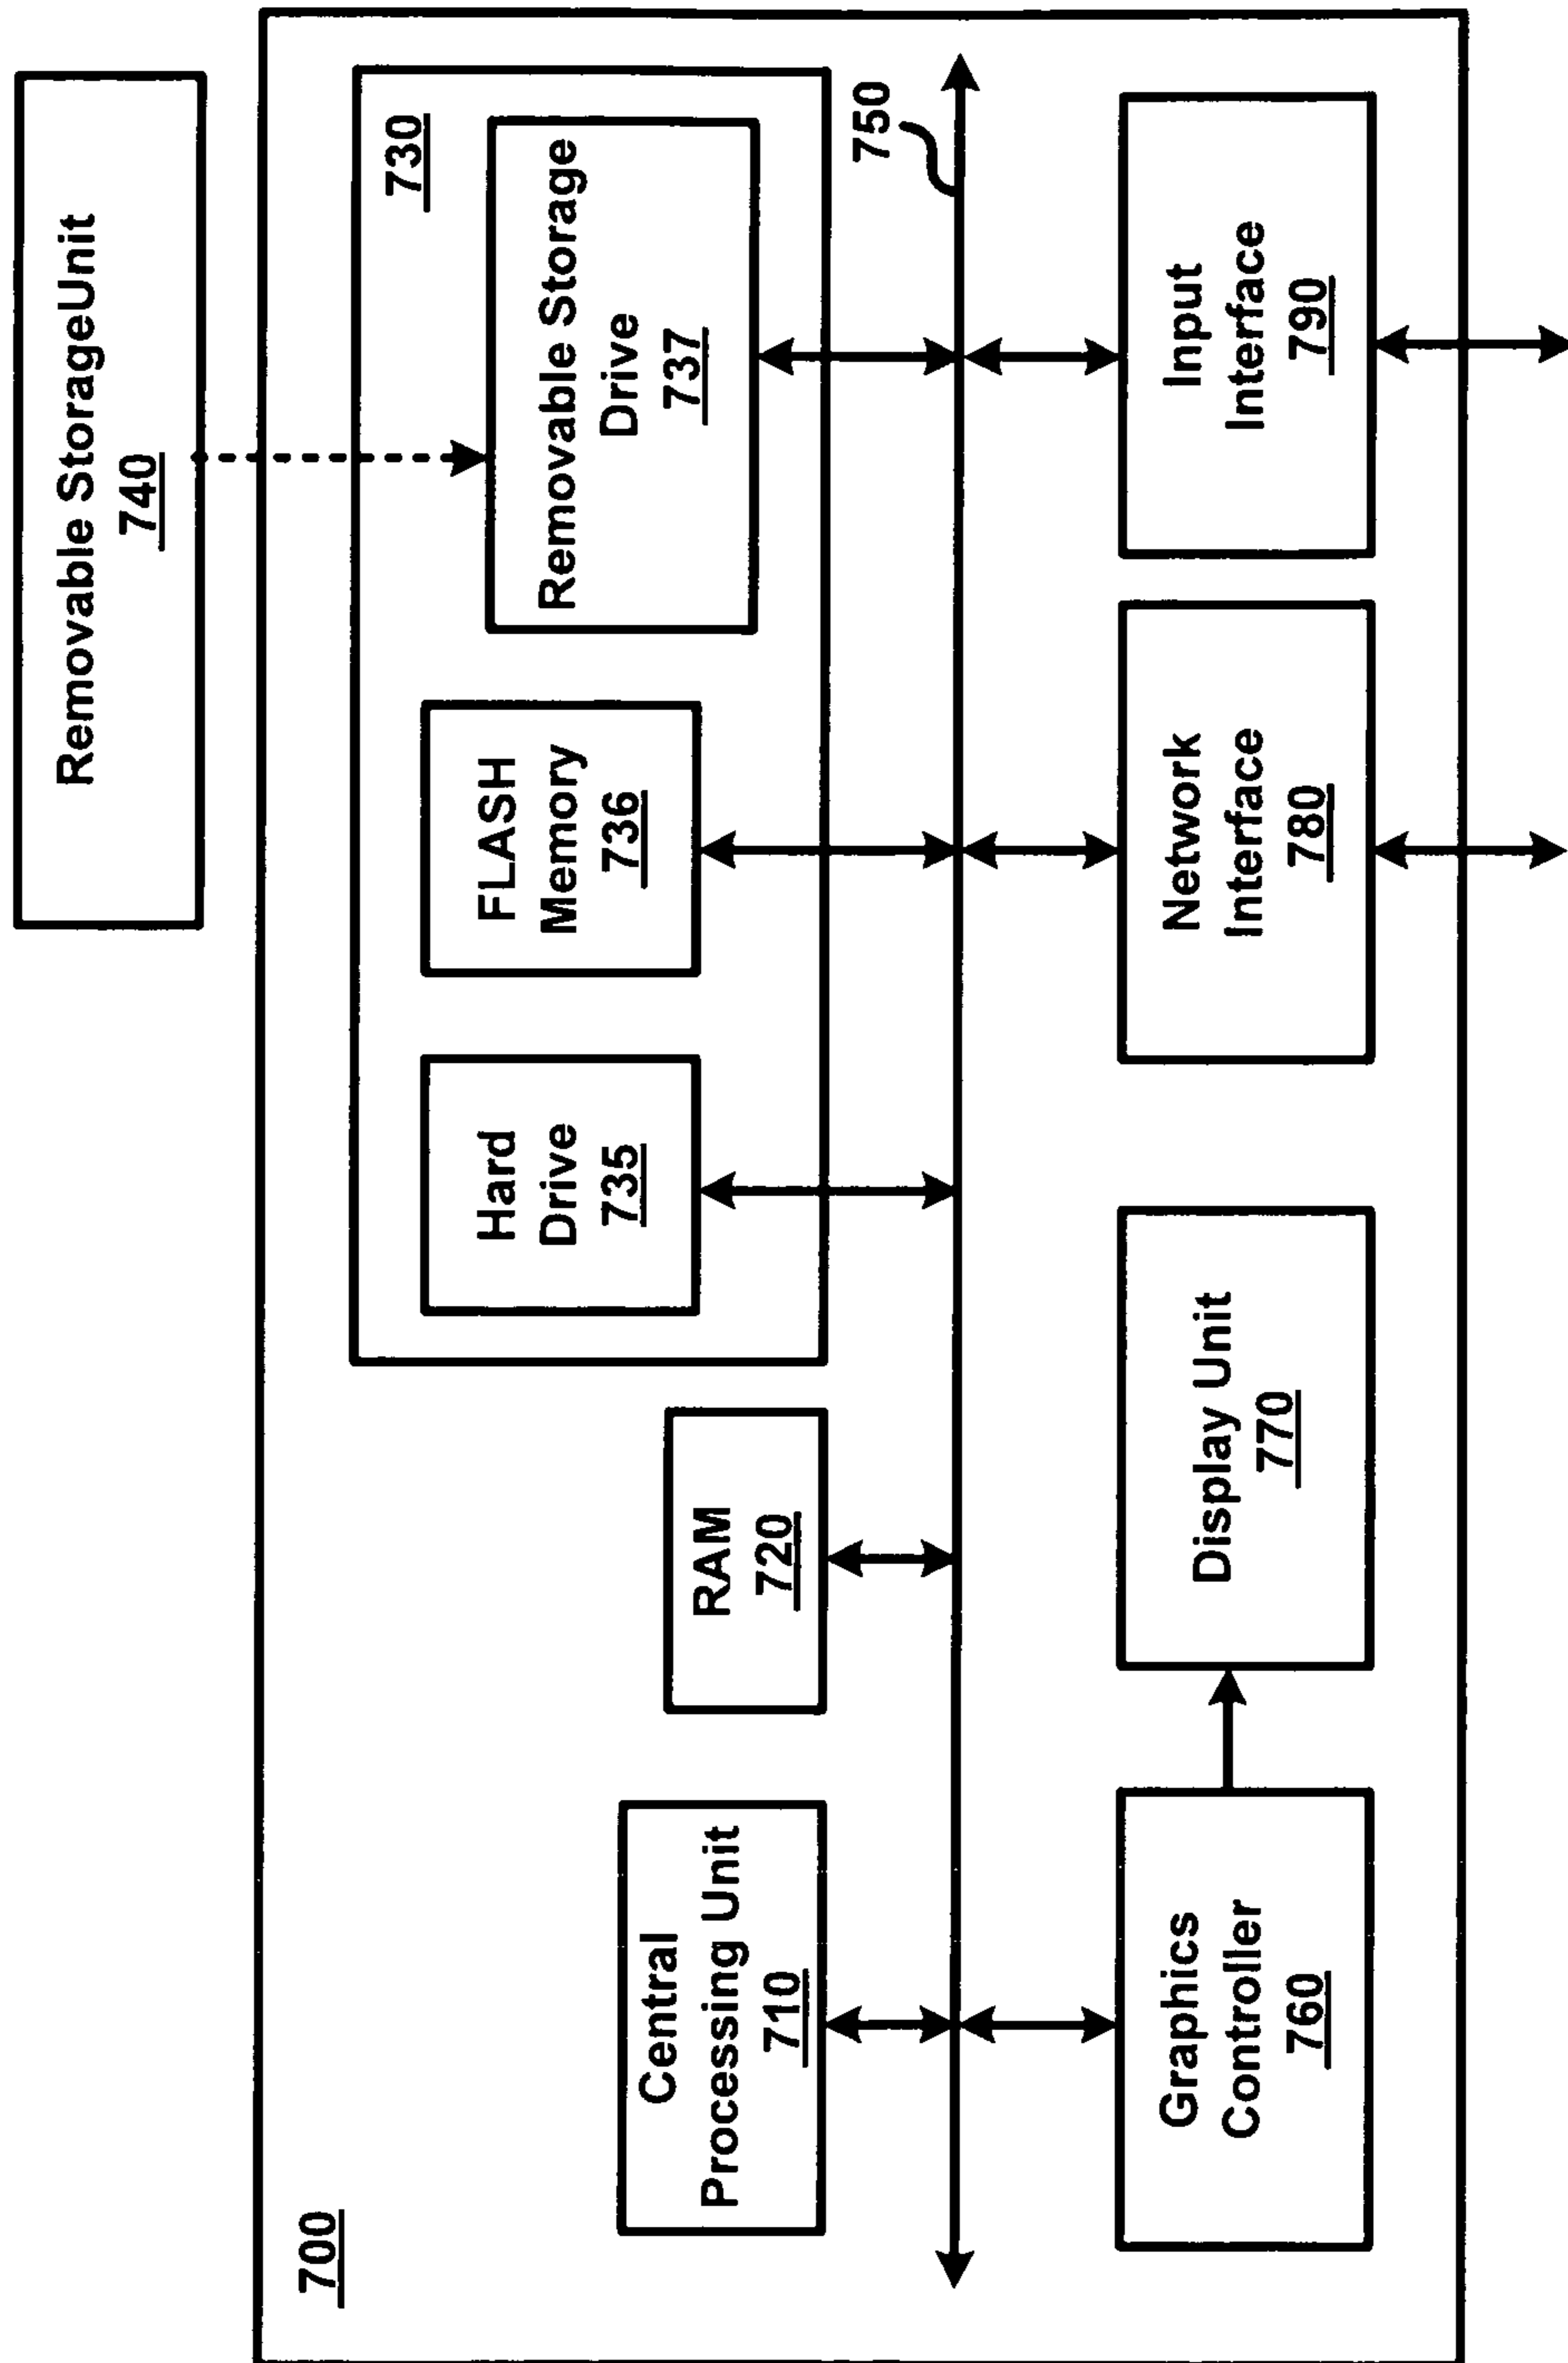 Removable StorageUnit
740
700
730
Hard
Drive
735
FLASH
Memory
736
Removable Storage
Drive
737
Central
Processing Unit
710
RAM
720
750
Graphics
Controller
760
Display Unit
770
Network
Interface
780
Input
Interface
790